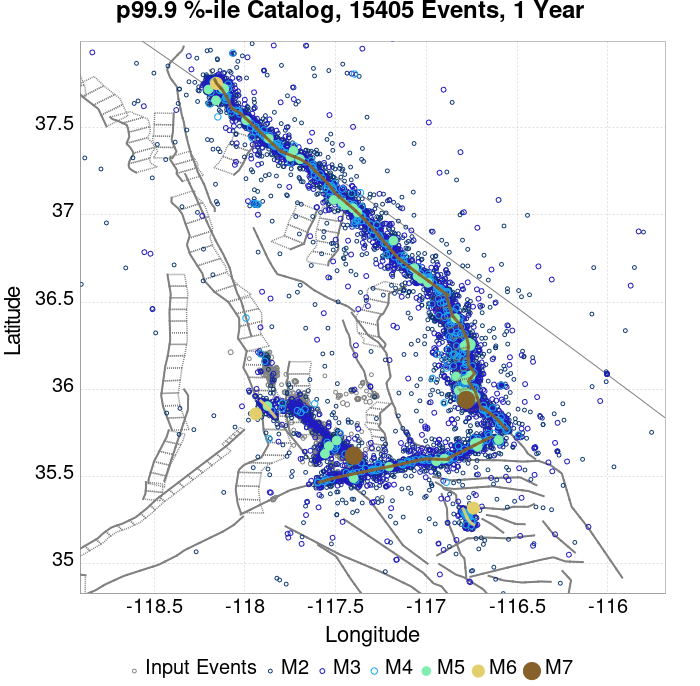 p99.9 %-ile Catalog, 15405 Events, 1 Year
Latitude
37.5
37
36.5
36
35.5
35
-118.5 -118 -117.5 -117 -116.5 -116
Longitude
Input Events M2 M3 M4 M5 M6 M7